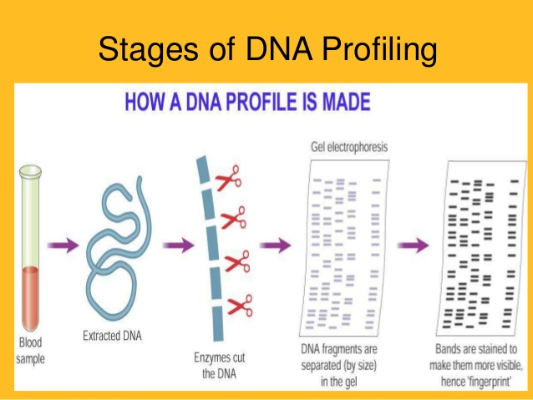 Stages of DNA Profiling
HOW A DNA PROFILE IS MADE
Gel electrophoresis
Blood
sample
Extracted DNA
Enzymes cut
the DNA
DNA fragments are
separated (by size)
in the gel
Bands are stained to
make them more visible,
hence 'fingerprint'